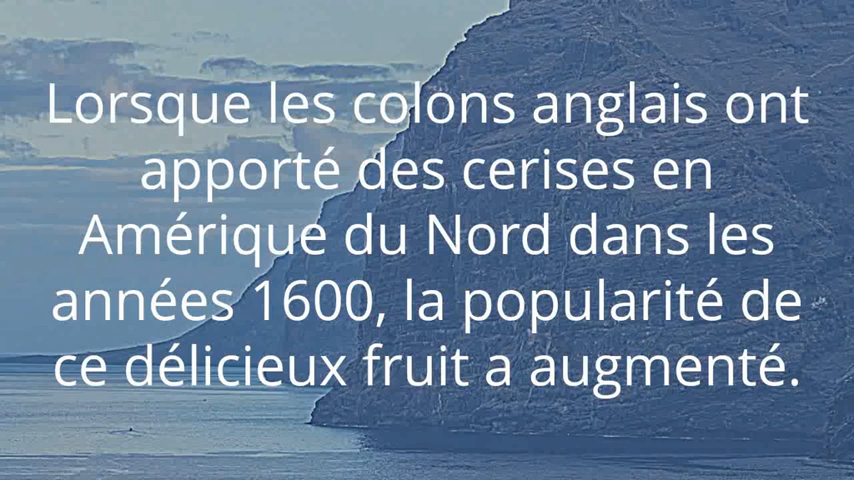 Lorsque les colons anglais ont
apporté des cerises en
Amérique du Nord dans les
années 1600, la popularité de
ce délicieux fruit a augmenté.